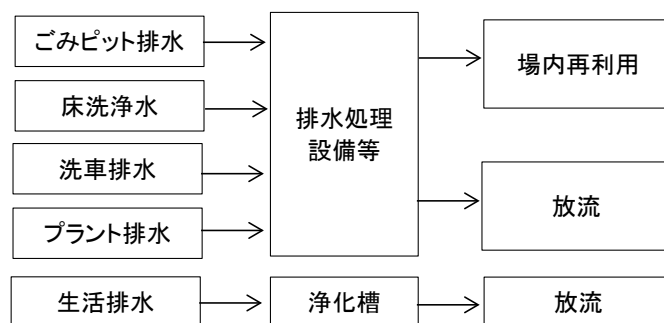 ごみピット排水
床洗浄水
洗車排水
プラント排水
生活排水
排水処理
設備等
浄化槽
場内再利用
放流
放流